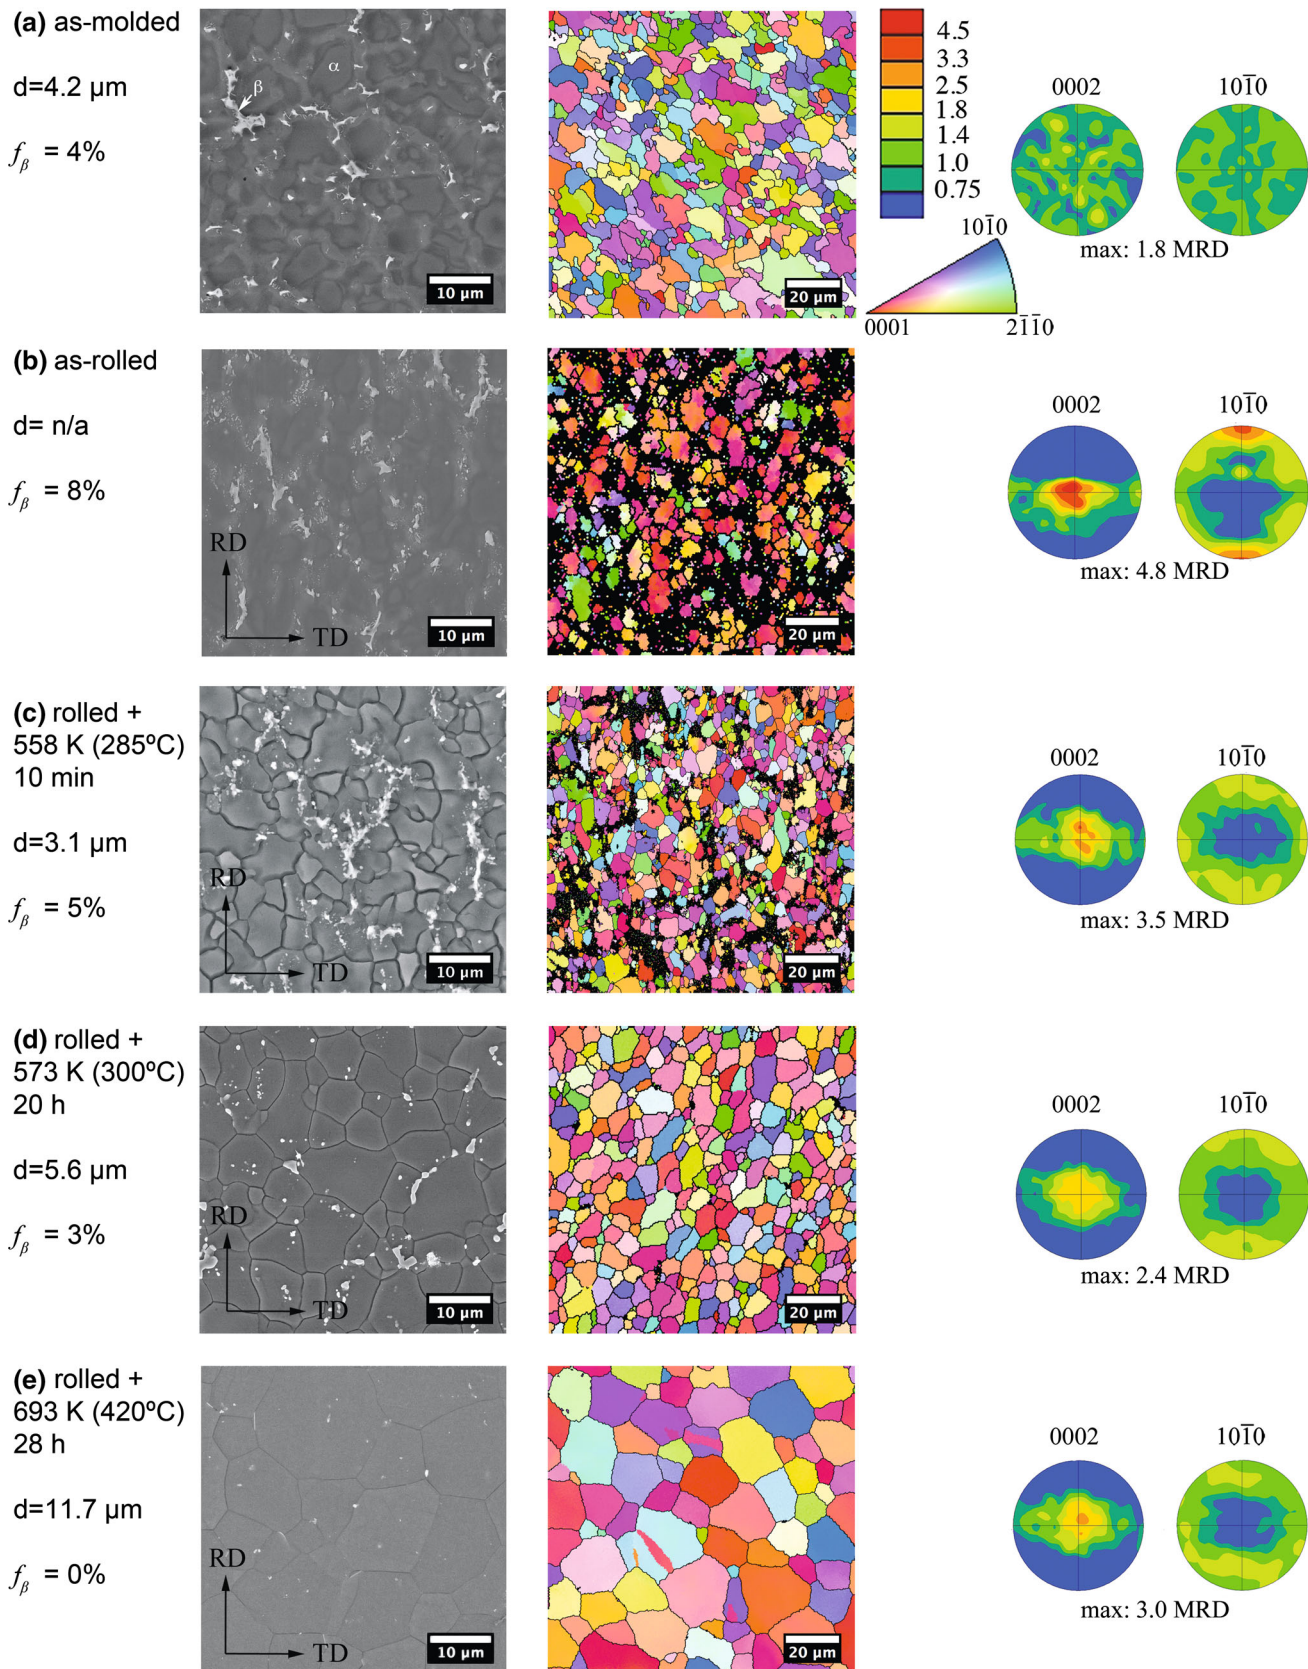 (a) as-molded
d=4.2 µm
fβ = 4%
β
α
10 µm
20 µm
4.5
3.3
2.5
1.8
1.4
1.0
0.75
101̄0
0001
21̄1̄0
0002
101̄0
max: 1.8 MRD
(b) as-rolled
d= n/a
fβ = 8%
RD
TD
10 µm
20 µm
0002
101̄0
max: 4.8 MRD
(c) rolled +
558 K (285ºC)
10 min
d=3.1 µm
fβ = 5%
RD
TD
10 µm
20 µm
0002
101̄0
max: 3.5 MRD
(d) rolled +
573 K (300ºC)
20 h
d=5.6 µm
fβ = 3%
RD
TD
10 µm
20 µm
0002
101̄0
max: 2.4 MRD
(e) rolled +
693 K (420ºC)
28 h
d=11.7 µm
fβ = 0%
RD
TD
10 µm
20 µm
0002
101̄0
max: 3.0 MRD